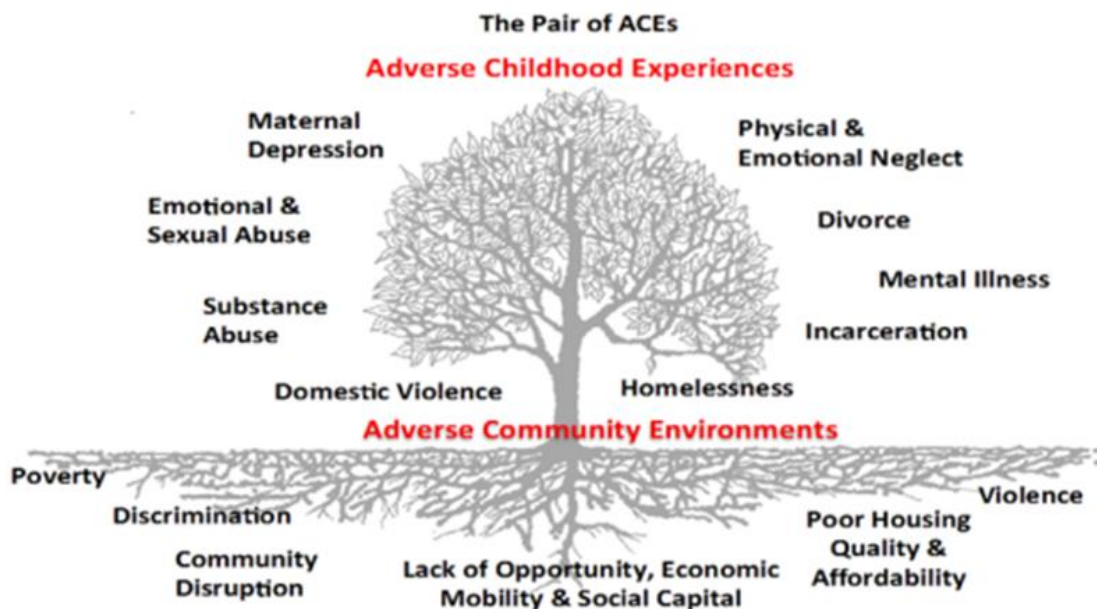 The Pair of ACEs
Adverse Childhood Experiences
Maternal
Depression
Physical &
Emotional Neglect
Emotional &
Sexual Abuse
Divorce
Mental Illness
Substance
Abuse
Incarceration
Domestic Violence
Homelessness
Adverse Community Environments
Poverty
Violence
Discrimination
Poor Housing
Quality &
Affordability
Community
Disruption
Lack of Opportunity, Economic
Mobility & Social Capital